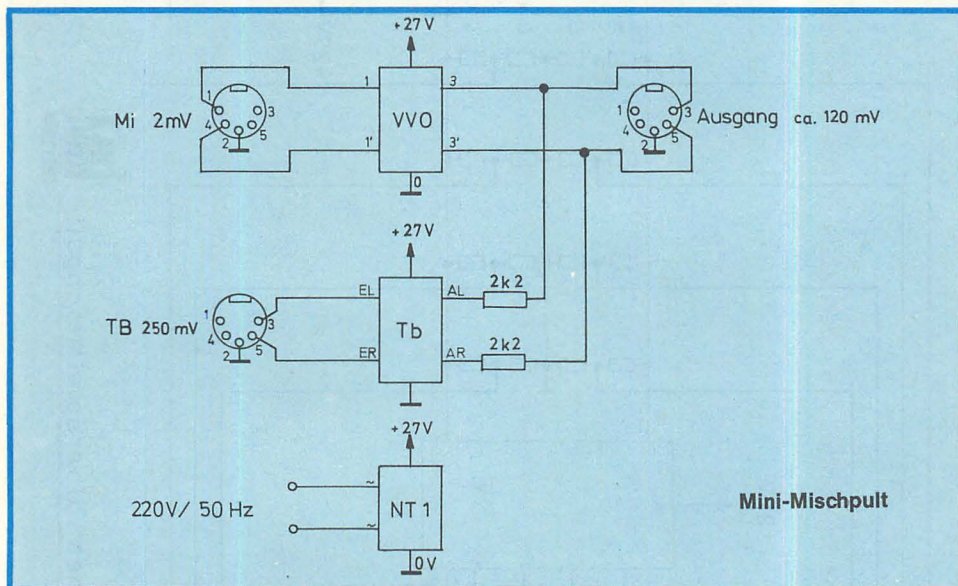 +27V
1 3
Mi 2mV
1 3
4 5
2
VVO
1' 3'
0
1 3
4 5
2
Ausgang ca. 120 mV
+27V
2k2
EL AL
TB 250 mV
1 3
4 5
2
Tb
2k2
ER AR
+27V
220V/ 50 Hz
~
~
NT 1
0V
Mini-Mischpult